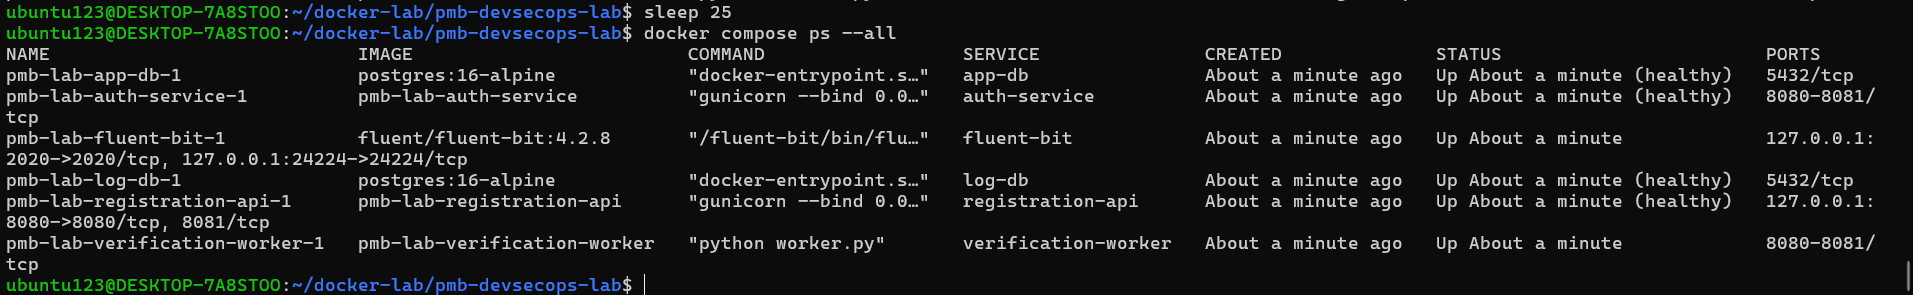 ubuntu123@DESKTOP-7A8STOO:~/docker-lab/pmb-devsecops-lab$ sleep 25
ubuntu123@DESKTOP-7A8STOO:~/docker-lab/pmb-devsecops-lab$ docker compose ps --all
NAME IMAGE COMMAND SERVICE CREATED STATUS PORTS
pmb-lab-app-db-1 postgres:16-alpine "docker-entrypoint.s…" app-db About a minute ago Up About a minute (healthy) 5432/tcp
pmb-lab-auth-service-1 pmb-lab-auth-service "gunicorn --bind 0.0…" auth-service About a minute ago Up About a minute (healthy) 8080-8081/
tcp
pmb-lab-fluent-bit-1 fluent/fluent-bit:4.2.8 "/fluent-bit/bin/flu…" fluent-bit About a minute ago Up About a minute 127.0.0.1:
2020->2020/tcp, 127.0.0.1:24224->24224/tcp
pmb-lab-log-db-1 postgres:16-alpine "docker-entrypoint.s…" log-db About a minute ago Up About a minute (healthy) 5432/tcp
pmb-lab-registration-api-1 pmb-lab-registration-api "gunicorn --bind 0.0…" registration-api About a minute ago Up About a minute (healthy) 127.0.0.1:
8080->8080/tcp, 8081/tcp
pmb-lab-verification-worker-1 pmb-lab-verification-worker "python worker.py" verification-worker About a minute ago Up About a minute 8080-8081/
tcp
ubuntu123@DESKTOP-7A8STOO:~/docker-lab/pmb-devsecops-lab$